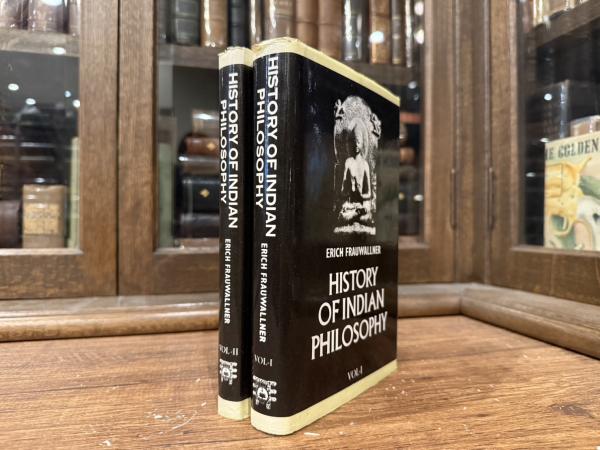 HISTORY OF INDIAN
PHILOSOPHY
ERICH FRAUWALLNER
VOL-II
HISTORY OF INDIAN
PHILOSOPHY
ERICH FRAUWALLNER
VOL-I
ERICH FRAUWALLNER
HISTORY
OF INDIAN
PHILOSOPHY
VOL-I
GOLDEN